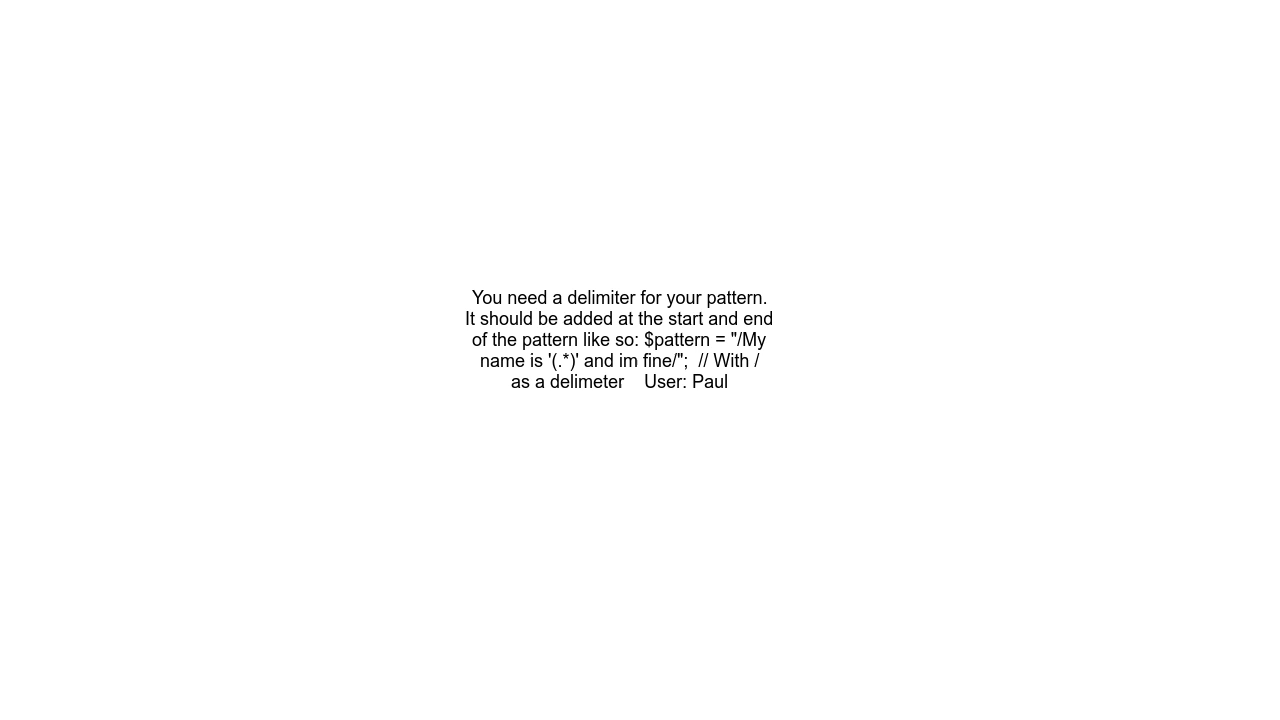 You need a delimiter for your pattern.
It should be added at the start and end
of the pattern like so: $pattern = "/My
name is '(.*)' and im fine/";  // With /
as a delimeter    User: Paul